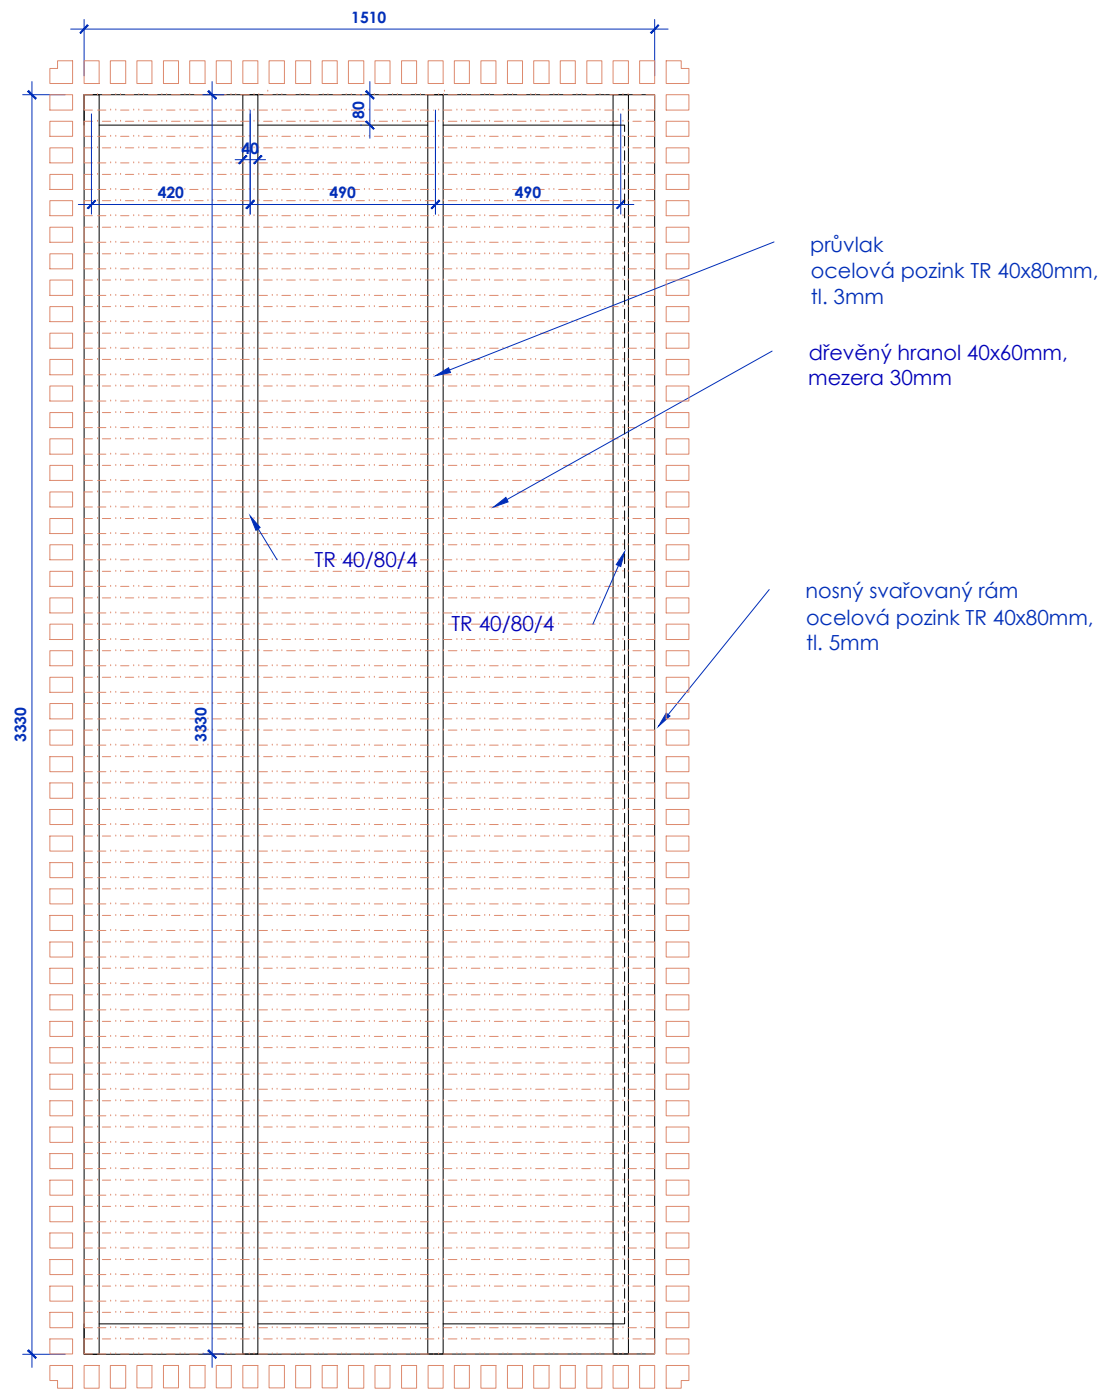 1510
80
40
420
490
490
průvlak
ocelová pozink TR 40x80mm,
tl. 3mm
dřevěný hranol 40x60mm,
mezera 30mm
TR 40/80/4
TR 40/80/4
nosný svařovaný rám
ocelová pozink TR 40x80mm,
tl. 5mm
3330
3330